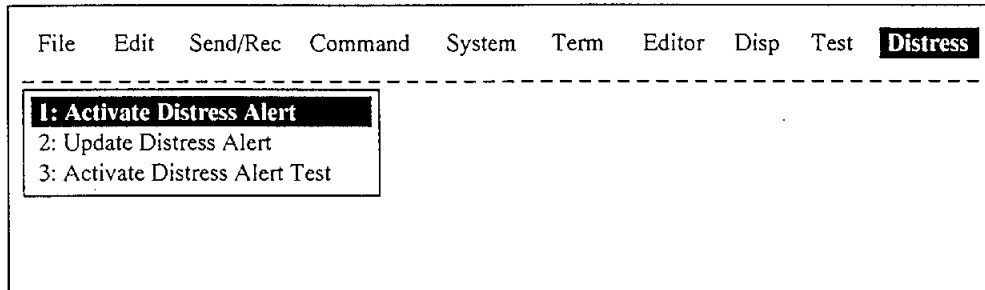 File Edit Send/Rec Command System Term Editor Disp Test Distress
1: Activate Distress Alert
2: Update Distress Alert
3: Activate Distress Alert Test